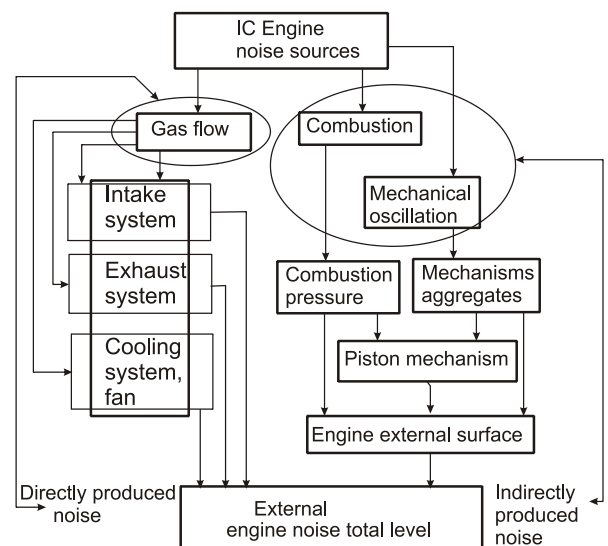 IC Engine
noise sources
Gas flow
Combustion
Intake
system
Mechanical
oscillation
Exhaust
system
Combustion
pressure
Mechanisms
aggregates
Cooling
system,
fan
Piston mechanism
Engine external surface
Directly produced
noise
External
engine noise total level
Indirectly
produced
noise